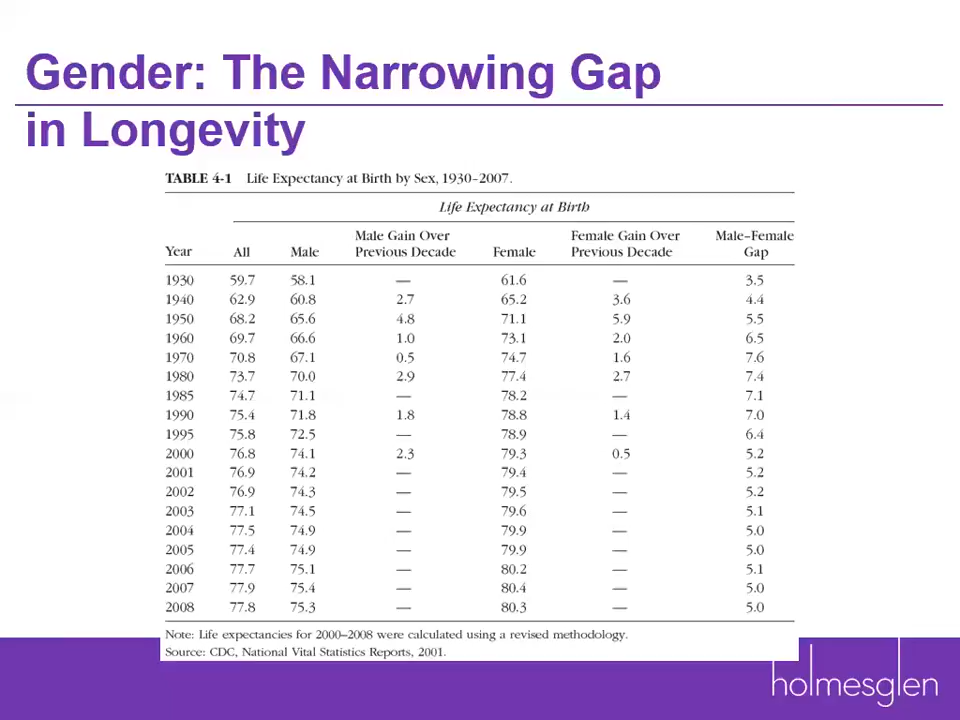 Gender: The Narrowing Gap
in Longevity
TABLE 4-1 Life Expectancy at Birth by Sex, 1930–2007.
Life Expectancy at Birth
Year All Male Male Gain Over Previous Decade Female Female Gain Over Previous Decade Male–Female Gap
1930 59.7 58.1 — 61.6 — 3.5
1940 62.9 60.8 2.7 65.2 3.6 4.4
1950 68.2 65.6 4.8 71.1 5.9 5.5
1960 69.7 66.6 1.0 73.1 2.0 6.5
1970 70.8 67.1 0.5 74.7 1.6 7.6
1980 73.7 70.0 2.9 77.4 2.7 7.4
1985 74.7 71.1 — 78.2 — 7.1
1990 75.4 71.8 1.8 78.8 1.4 7.0
1995 75.8 72.5 — 78.9 — 6.4
2000 76.8 74.1 2.3 79.3 0.5 5.2
2001 76.9 74.2 — 79.4 — 5.2
2002 76.9 74.3 — 79.5 — 5.2
2003 77.1 74.5 — 79.6 — 5.1
2004 77.5 74.9 — 79.9 — 5.0
2005 77.4 74.9 — 79.9 — 5.0
2006 77.7 75.1 — 80.2 — 5.1
2007 77.9 75.4 — 80.4 — 5.0
2008 77.8 75.3 — 80.3 — 5.0
Note: Life expectancies for 2000–2008 were calculated using a revised methodology.
Source: CDC, National Vital Statistics Reports, 2001.
holmesglen